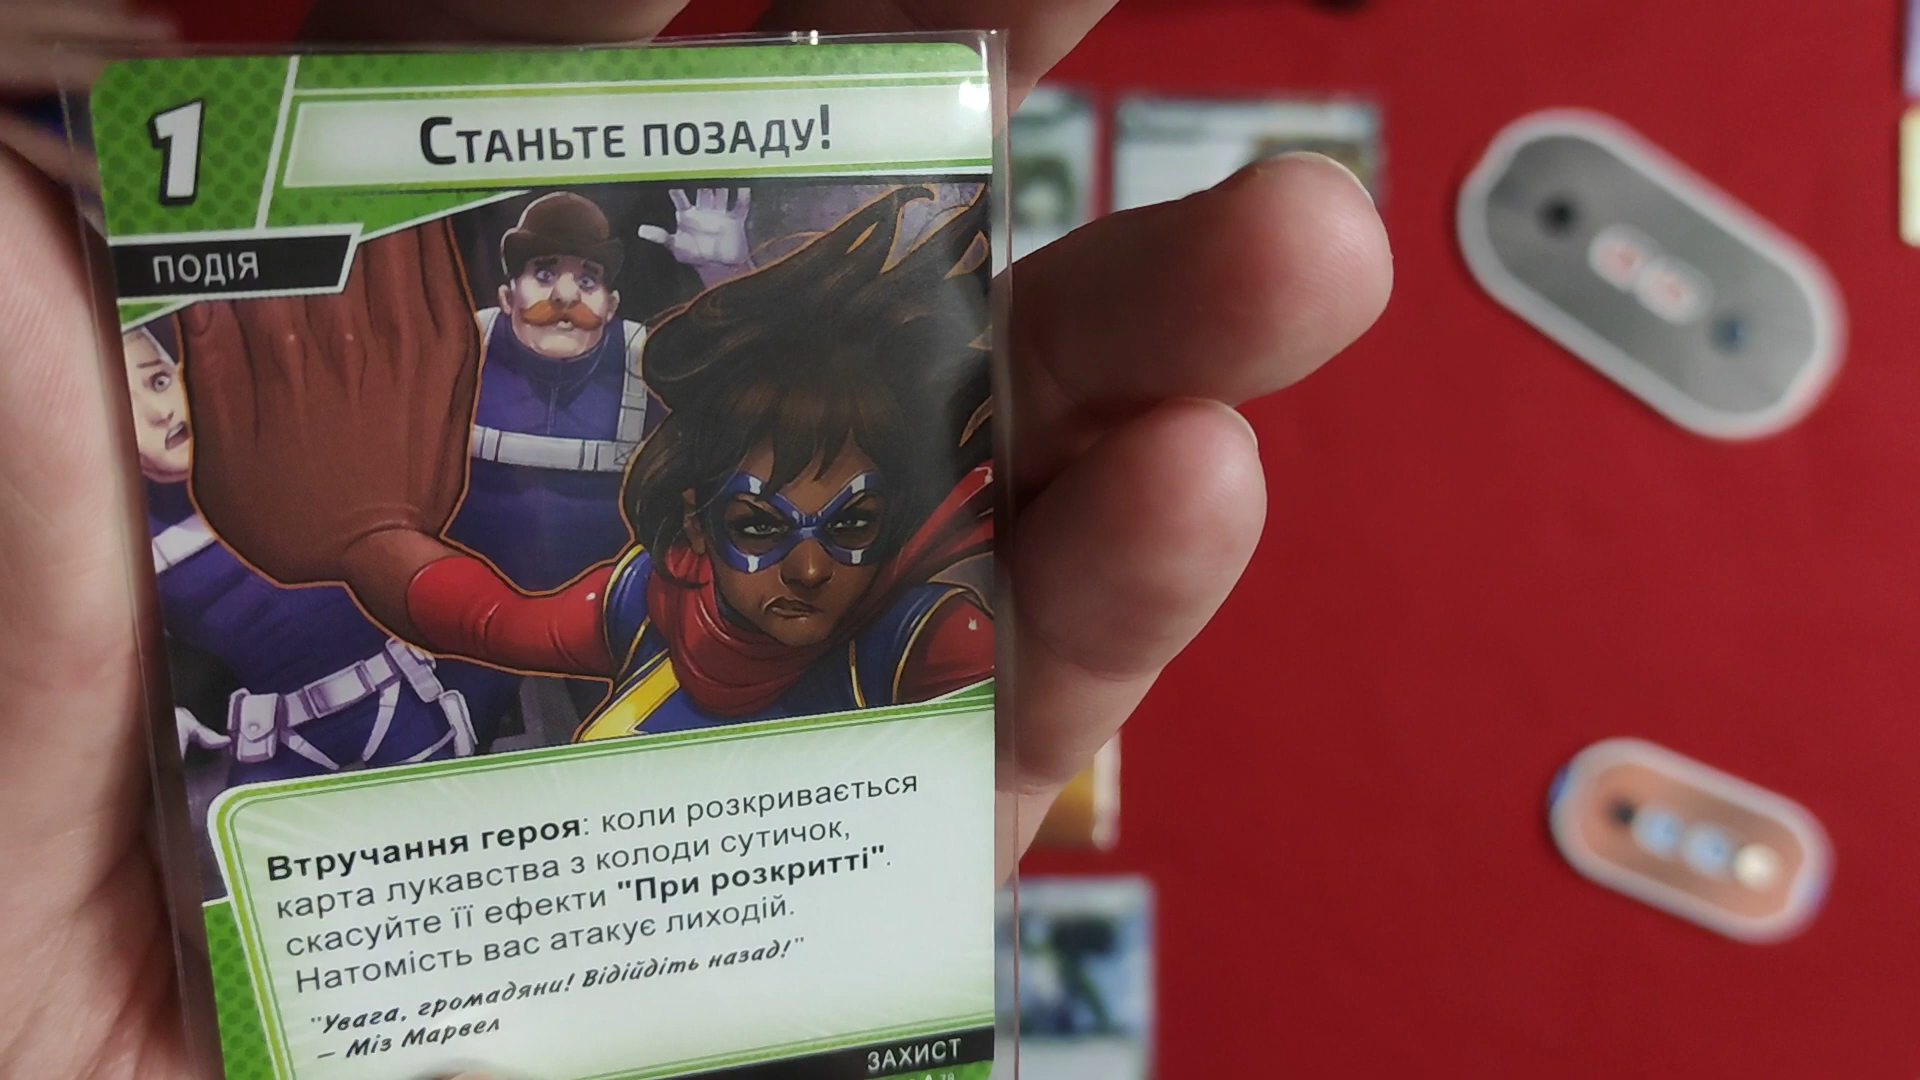 1
Станьте позаду!
ПОДІЯ
Втручання героя: коли розкривається
карта лукавства з колоди сутичок,
скасуйте її ефекти "При розкритті".
Натомість вас атакує лиходій.
"Увага, громадяни! Відійдіть назад!"
– Міз Марвел
ЗАХИСТ